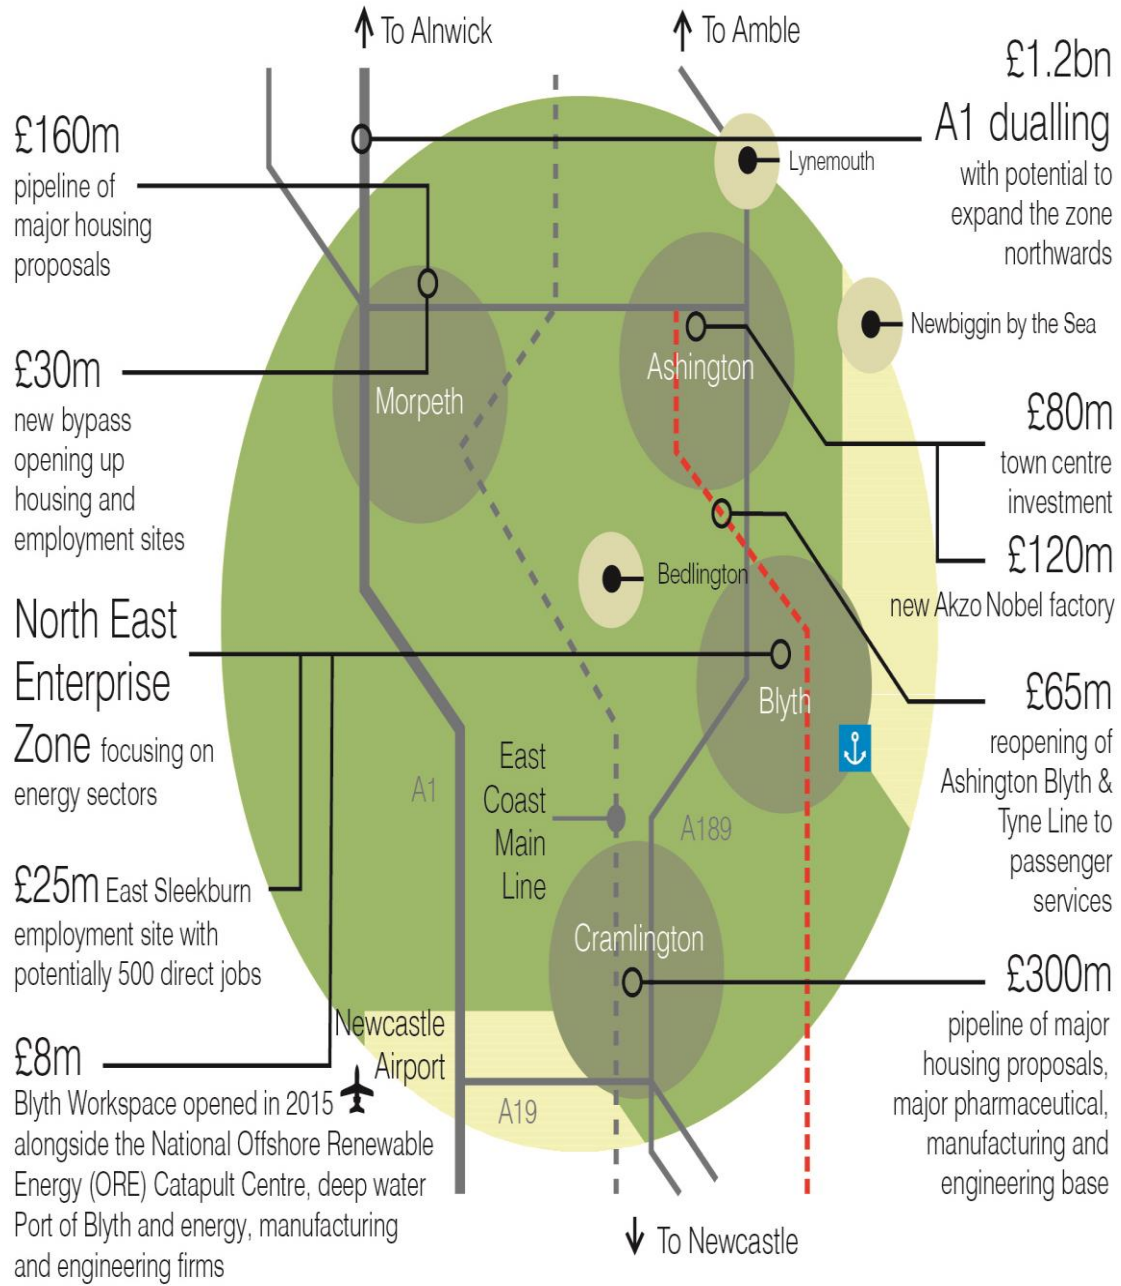 To Alnwick
To Amble
£160m
pipeline of
major housing
proposals
£30m
new bypass
opening up
housing and
employment sites
North East
Enterprise
Zone focusing on
energy sectors
£25m East Sleekburn
employment site with
potentially 500 direct jobs
£8m
Blyth Workspace opened in 2015
alongside the National Offshore Renewable
Energy (ORE) Catapult Centre, deep water
Port of Blyth and energy, manufacturing
and engineering firms
Morpeth
Ashington
Lynemouth
Newbiggin by the Sea
Bedlington
Blyth
East
Coast
Main
Line
A1
A189
Cramlington
Newcastle
Airport
A19
To Newcastle
£1.2bn
A1 dualling
with potential to
expand the zone
northwards
£80m
town centre
investment
£120m
new Akzo Nobel factory
£65m
reopening of
Ashington Blyth &
Tyne Line to
passenger
services
£300m
pipeline of major
housing proposals,
major pharmaceutical,
manufacturing and
engineering base